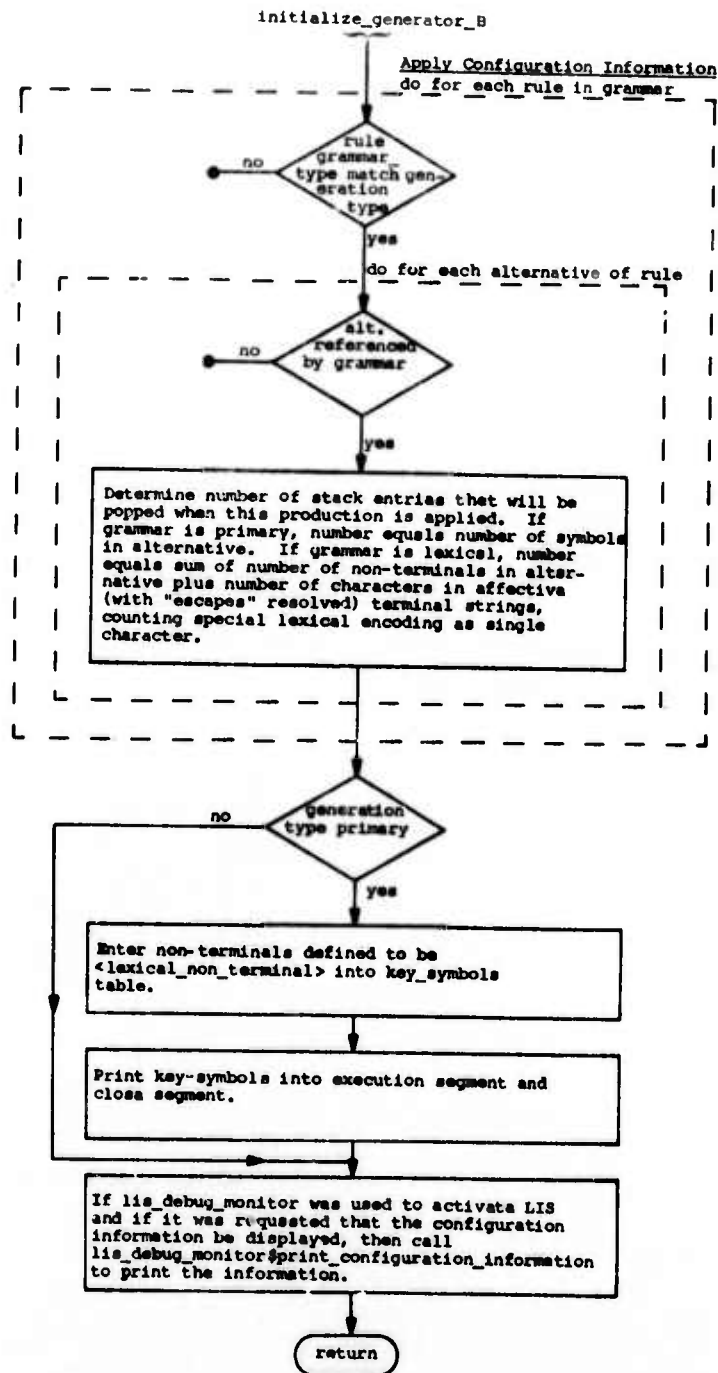 initialize_generator_B
Apply Configuration Information
do for each rule in grammar
rule
grammar_
type match gen-
eration
type
no
yes
do for each alternative of rule
alt.
referenced
by grammar
no
yes
Determine number of stack entrias that will be
popped when this production is applied. If
grammar is primary, number equals number of symbols
in alternative. If grammar is lexical, number
equals sum of number of non-terminals in alter-
native plus number of characters in affectiva
(with "escapes" resolved) terminal strings,
counting special lexical encoding as single
character.
generation
type primary
no
yes
Enter non-terminals defined to be
<lexical_non_terminal> into key_symbols
table.
Print key-symbols into execution segment and
closa segment.
If lis_debug_monitor was used to activata LIS
and if it was requasted that the configuration
information be displayed, then call
lis_debug_monitor$print_configuration_information
to print the information.
return